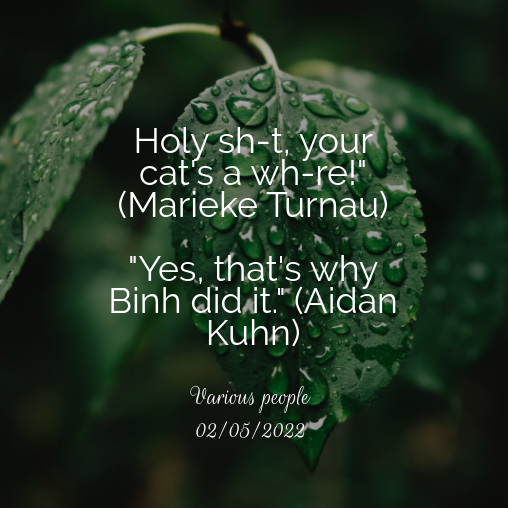 Holy sh-t, your
cat's a wh-re!"
(Marieke Turnau)
"Yes, that's why
Binh did it." (Aidan
Kuhn)
Various people
02/05/2022